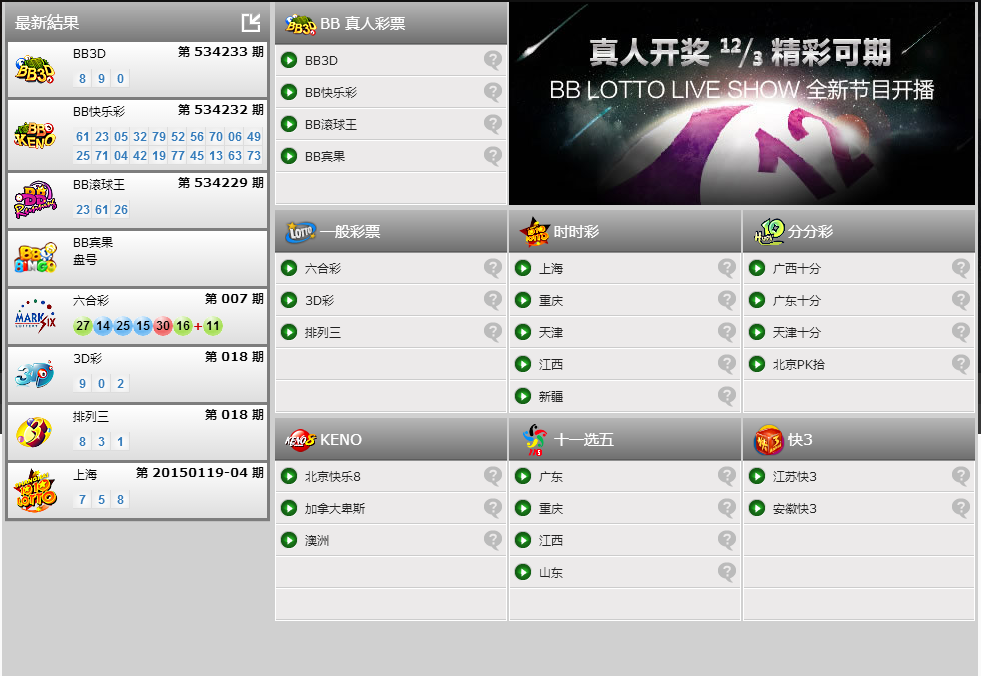 最新結果
BB3D 第 534233 期
8 9 0
BB快乐彩 第 534232 期
61 23 05 32 79 52 56 70 06 49
25 71 04 42 19 77 45 13 63 73
BB滚球王 第 534229 期
23 61 26
BB宾果
盘号
六合彩 第 007 期
27 14 25 15 30 16 + 11
3D彩 第 018 期
9 0 2
排列三 第 018 期
8 3 1
上海 第 20150119-04 期
7 5 8
BB 真人彩票
BB3D
BB快乐彩
BB滚球王
BB宾果
真人开奖 12/3 精彩可期
BB LOTTO LIVE SHOW 全新节目开播
12
一般彩票
六合彩
3D彩
排列三
时时彩
上海
重庆
天津
江西
新疆
分分彩
广西十分
广东十分
天津十分
北京PK拾
KENO
北京快乐8
加拿大卑斯
澳洲
十一选五
广东
重庆
江西
山东
快3
江苏快3
安徽快3